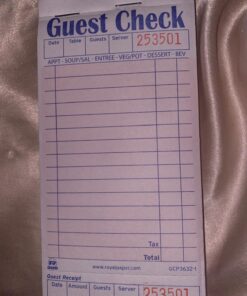 Guest Check
Date Table Guests Server 253501
APPT - SOUP/SAL - ENTREE - VEG/POT - DESSERT - BEV
Tax
Total
www.royalpaper.com GCP3632-1
Guest Receipt
Date Amount Guests Server 253501